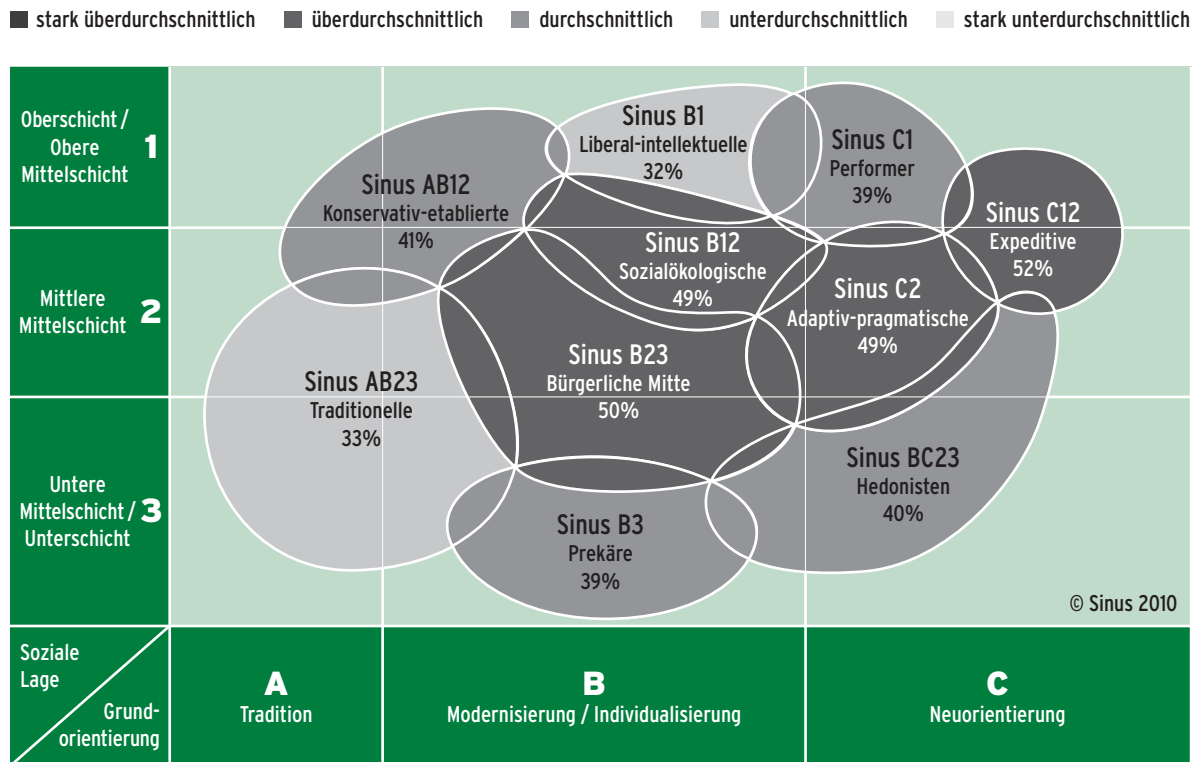 stark überdurchschnittlich überdurchschnittlich durchschnittlich unterdurchschnittlich stark unterdurchschnittlich
Oberschicht /
Obere
Mittelschicht
1
Mittlere
Mittelschicht
2
Untere
Mittelschicht /
Unterschicht
3
Sinus AB12
Konservativ-etablierte
41%
Sinus B1
Liberal-intellektuelle
32%
Sinus C1
Performer
39%
Sinus C12
Expeditive
52%
Sinus B12
Sozialökologische
49%
Sinus C2
Adaptiv-pragmatische
49%
Sinus AB23
Traditionelle
33%
Sinus B23
Bürgerliche Mitte
50%
Sinus BC23
Hedonisten
40%
Sinus B3
Prekäre
39%
© Sinus 2010
Soziale
Lage
Grund-
orientierung
A
Tradition
B
Modernisierung / Individualisierung
C
Neuorientierung